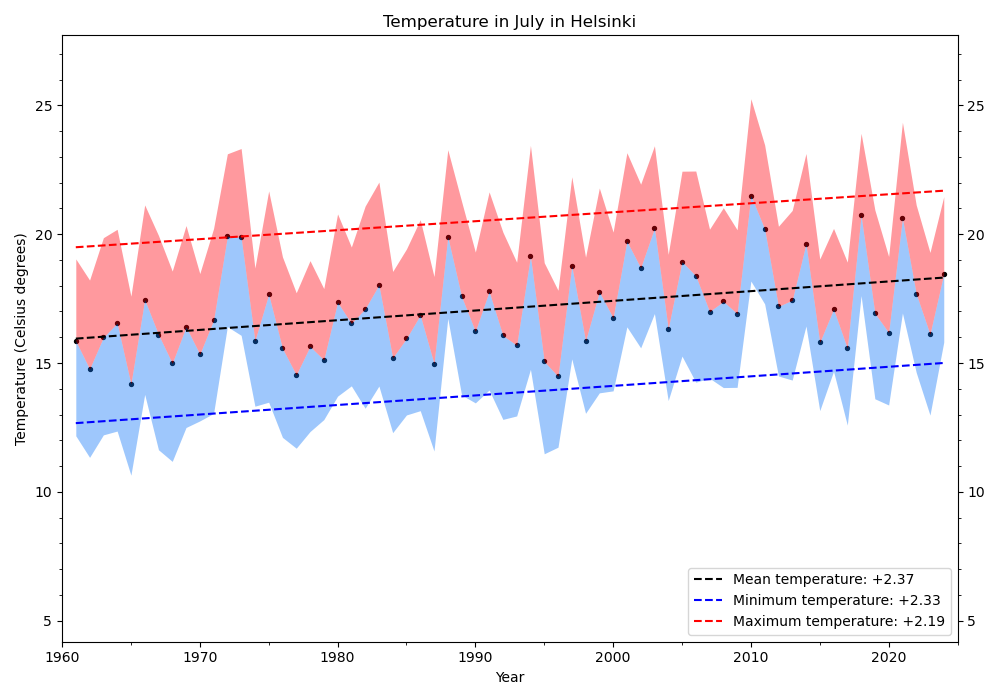 Temperature in July in Helsinki
Temperature (Celsius degrees)
25
20
15
10
5
25
20
15
10
5
1960 1970 1980 1990 2000 2010 2020
Year
Mean temperature: +2.37
Minimum temperature: +2.33
Maximum temperature: +2.19